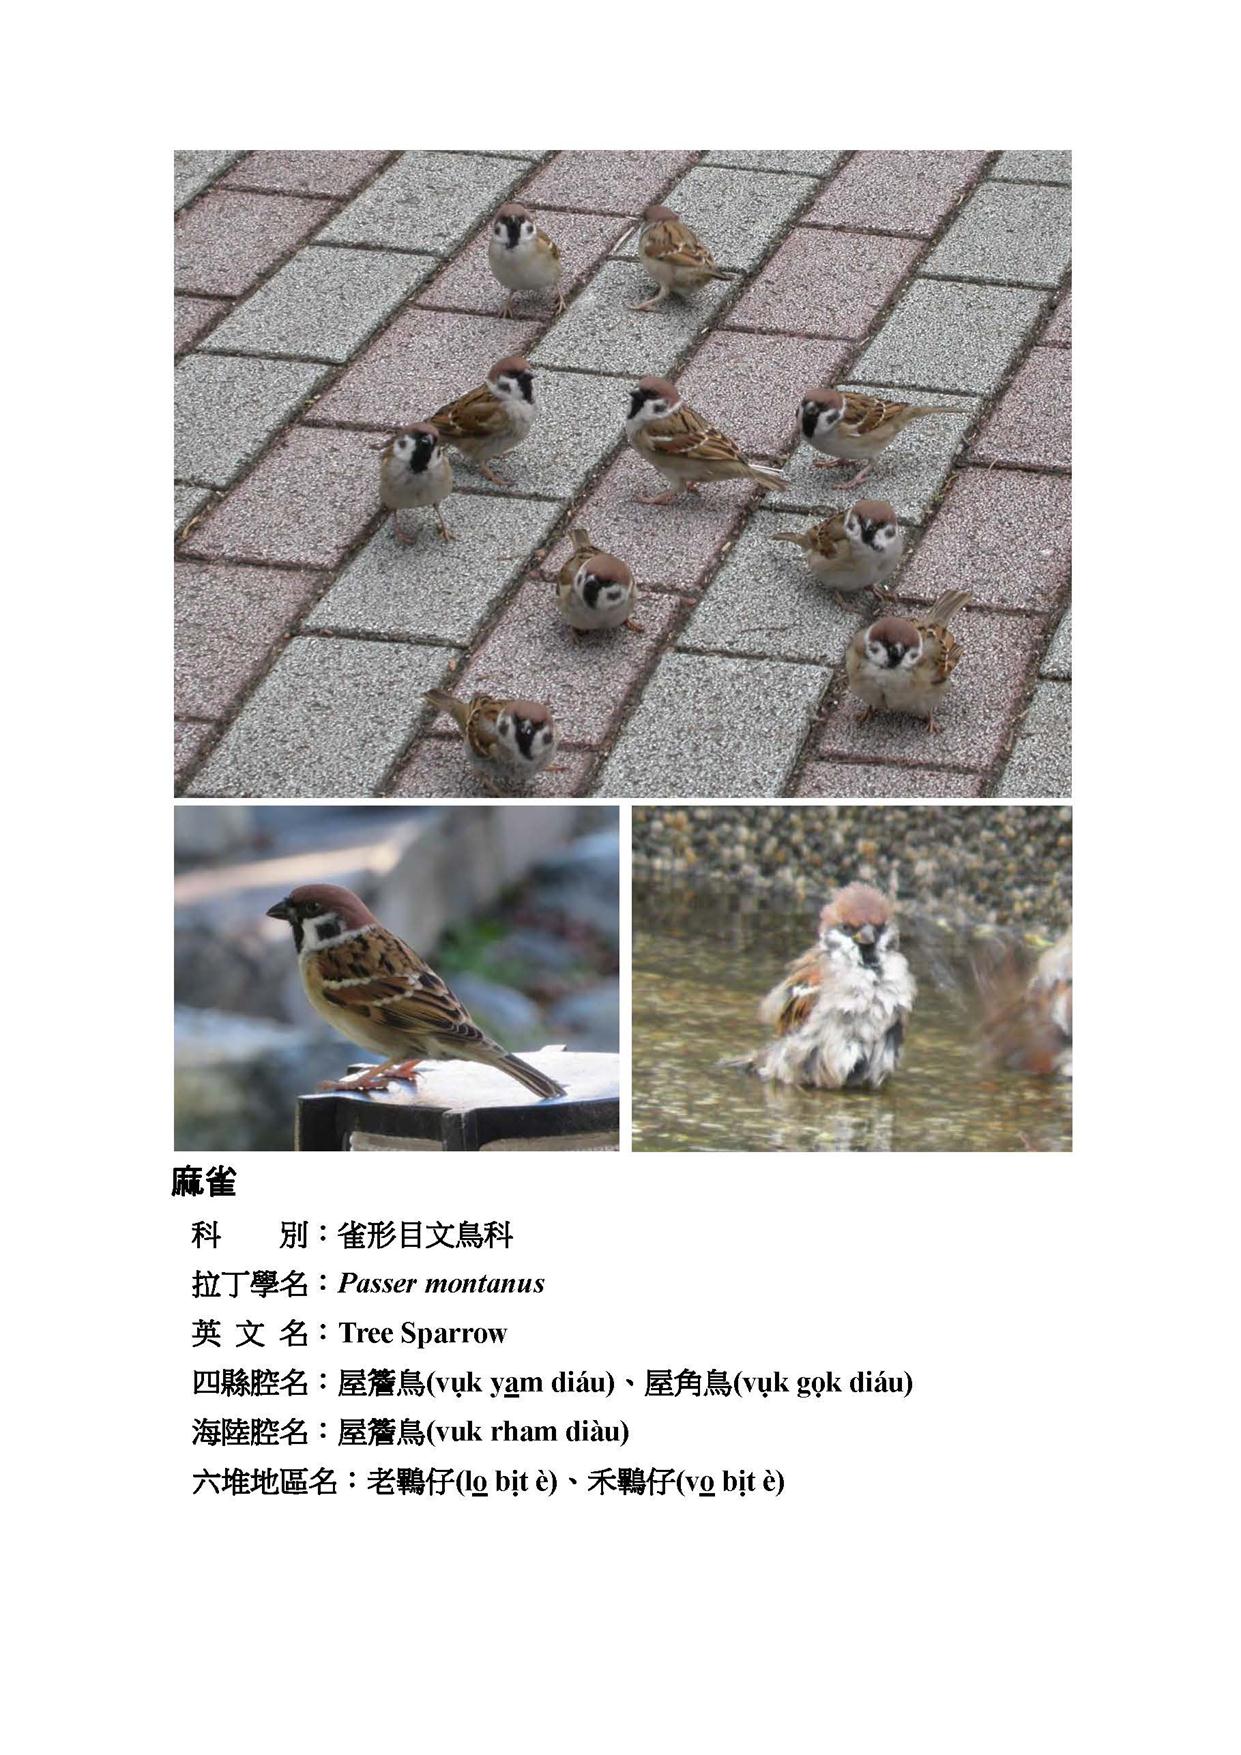 麻雀
科　　別：雀形目文鳥科
拉丁學名：Passer montanus
英 文 名：Tree Sparrow
四縣腔名：屋簷鳥(vụk ya̲m diáu)、屋角鳥(vụk gọk diáu)
海陸腔名：屋簷鳥(vuk rham diàu)
六堆地區名：老鷝仔(lo̲ bịt è)、禾鷝仔(vo̲ bịt è)